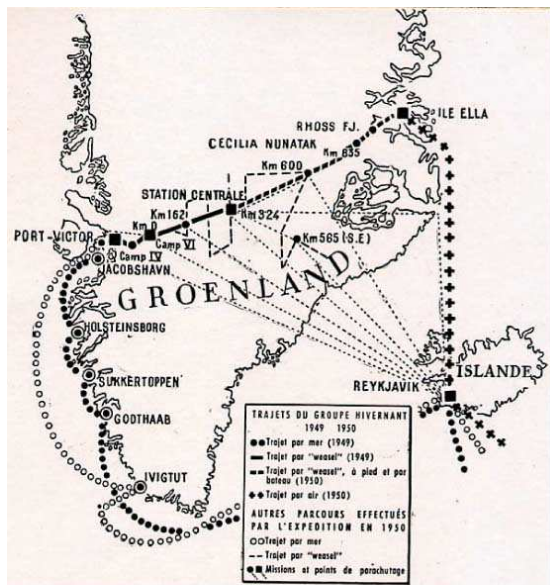 ILE ELLA
RHOSS FJ.
CECILIA NUNATAK
Km 635
Km 600
STATION CENTRALE
Km 162
Km 324
PORT-VICTOR
Km 0
Camp VI
Km 565 (S.E)
Camp IV
JACOBSHAVN
GROENLAND
HOLSTEINSBORG
ISLANDE
SUKKERTOPPEN
REYKJAVIK
GODTHAAB
IVIGTUT
TRAJETS DU GROUPE HIVERNANT
1949 1950
Trajet par mer (1949)
Trajet par "weasel" (1949)
Trajet par "weasel", à pied et par
bateau (1950)
Trajet par air (1950)
AUTRES PARCOURS EFFECTUÉS
PAR L'EXPEDITION EN 1950
Trajet par mer
Trajet par "weasel"
Missions et points de parachutage